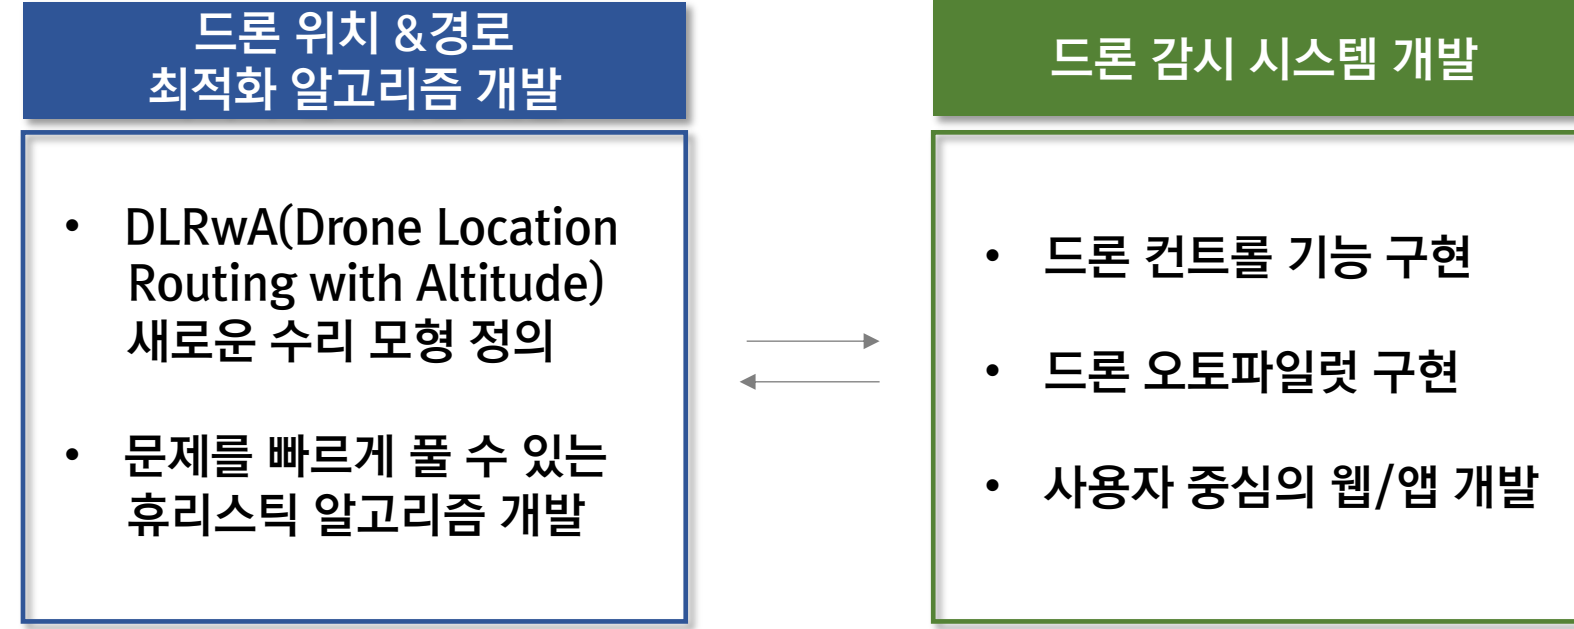 드론 위치 &경로
최적화 알고리즘 개발
• DLRwA(Drone Location
Routing with Altitude)
새로운 수리 모형 정의
• 문제를 빠르게 풀 수 있는
휴리스틱 알고리즘 개발
드론 감시 시스템 개발
• 드론 컨트롤 기능 구현
• 드론 오토파일럿 구현
• 사용자 중심의 웹/앱 개발